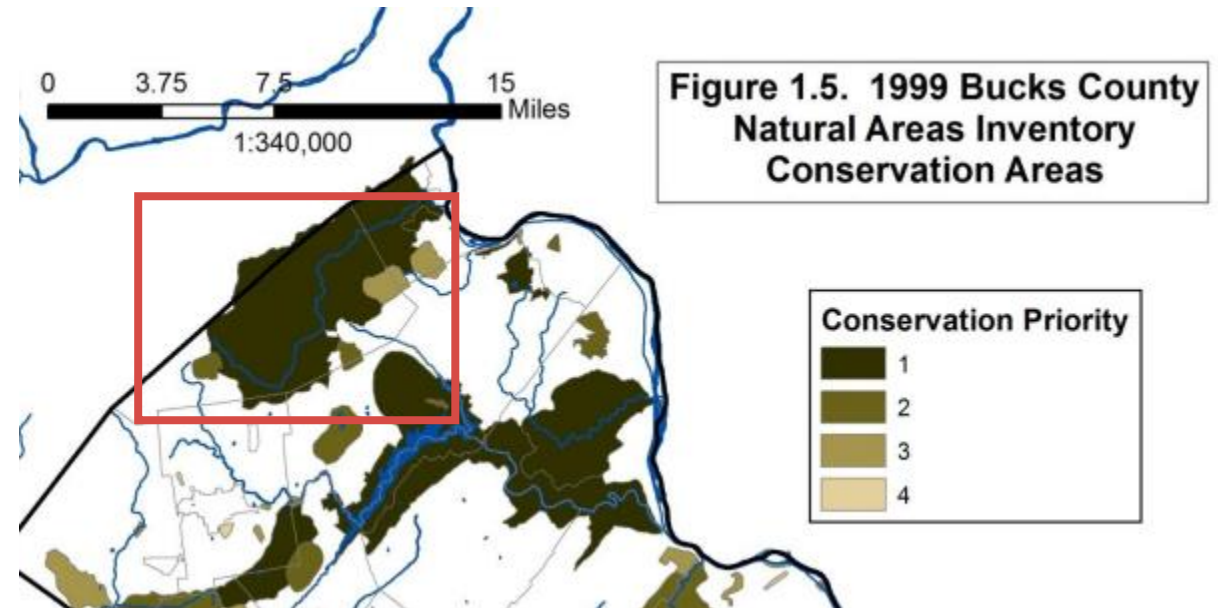 0 3.75 7.5 15
Miles
1:340,000
Figure 1.5. 1999 Bucks County
Natural Areas Inventory
Conservation Areas
Conservation Priority
1
2
3
4